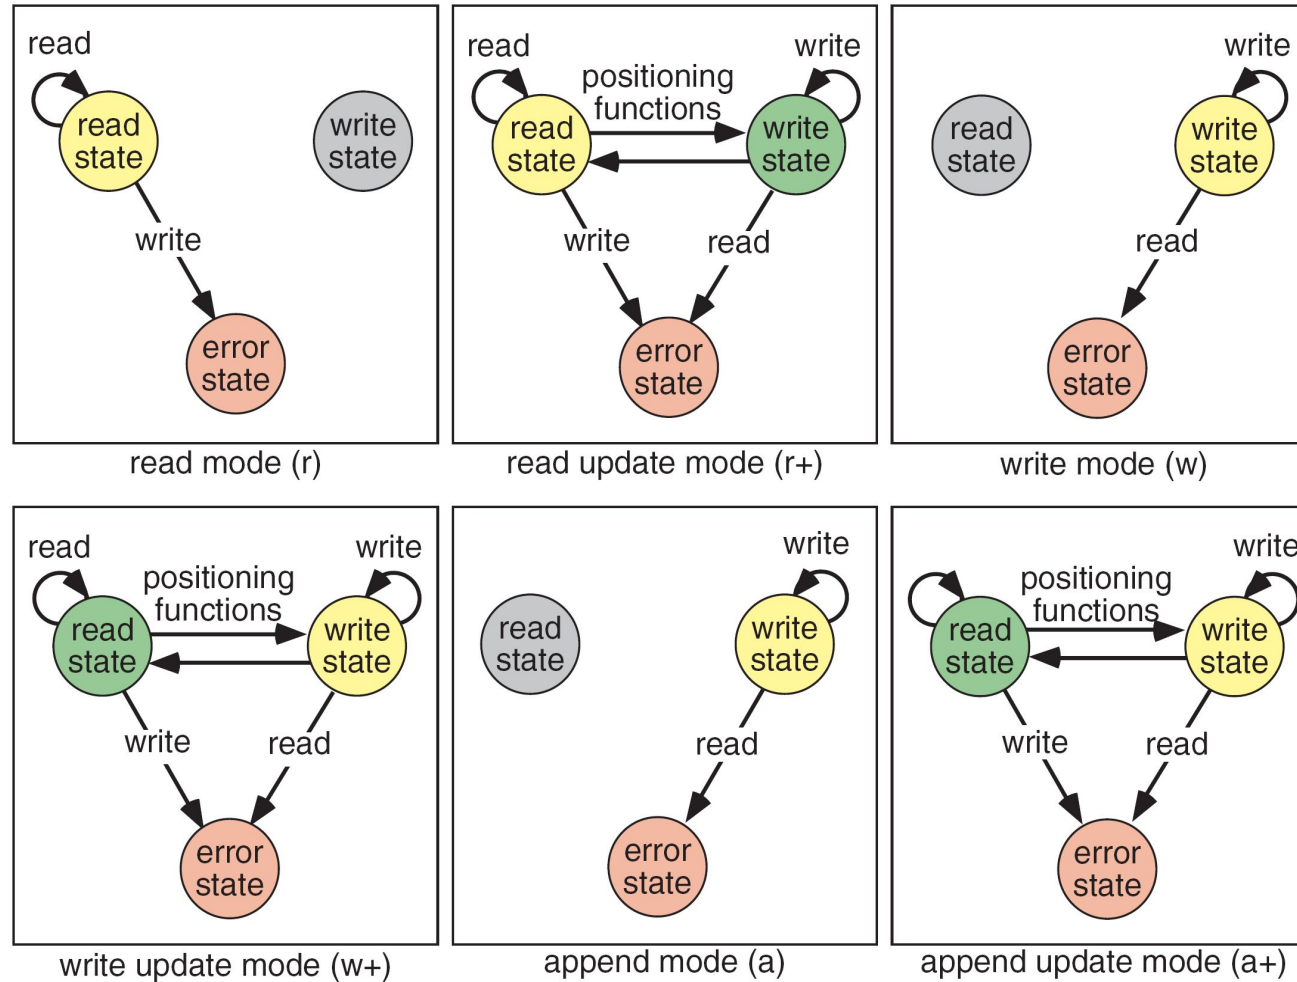 read
read
state
write
state
write
error
state
read mode (r)
read
write
positioning
functions
read
state
write
state
write
read
error
state
read update mode (r+)
write
read
state
write
state
read
error
state
write mode (w)
read
write
positioning
functions
read
state
write
state
write
read
error
state
write update mode (w+)
write
read
state
write
state
read
error
state
append mode (a)
write
positioning
functions
read
state
write
state
write
read
error
state
append update mode (a+)